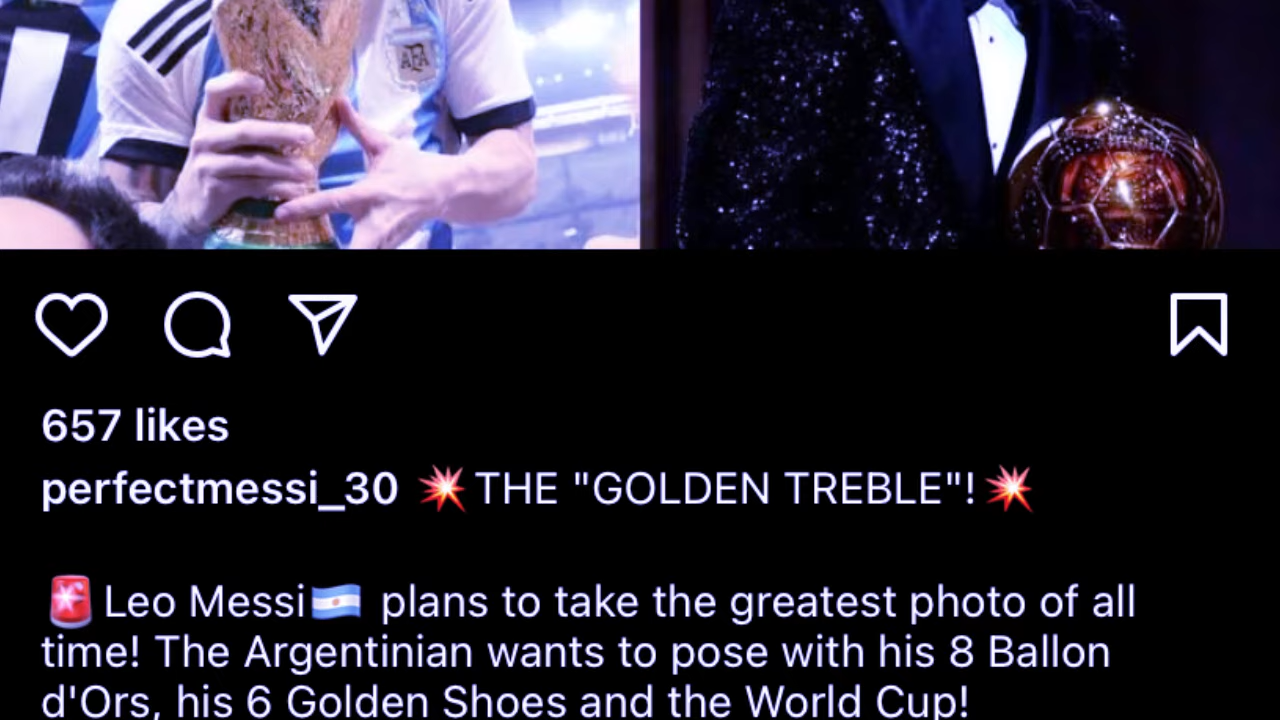 AFA
657 likes
perfectmessi_30 💥THE "GOLDEN TREBLE"!💥
🚨Leo Messi🇦🇷 plans to take the greatest photo of all
time! The Argentinian wants to pose with his 8 Ballon
d'Ors, his 6 Golden Shoes and the World Cup!